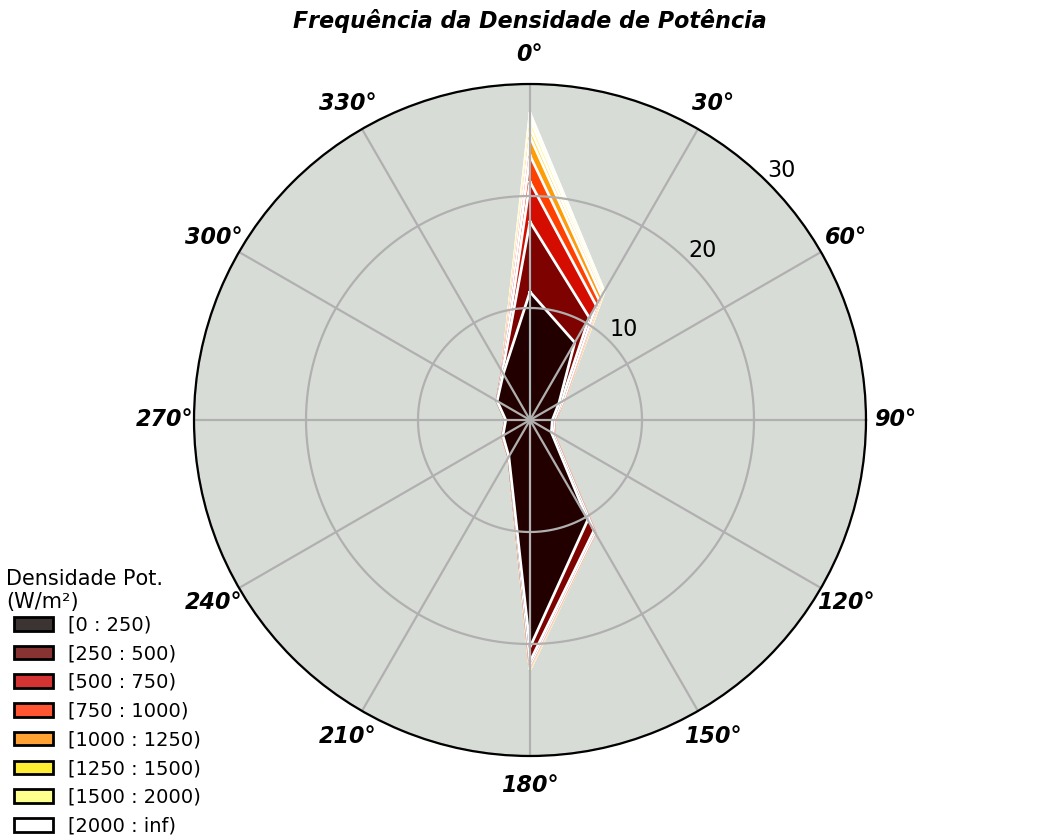 Frequência da Densidade de Potência
0°
330°
30°
30
300°
60°
20
10
270°
90°
Densidade Pot.
(W/m²)
240°
120°
[0 : 250)
[250 : 500)
[500 : 750)
[750 : 1000)
210°
150°
[1000 : 1250)
[1250 : 1500)
180°
[1500 : 2000)
[2000 : inf)